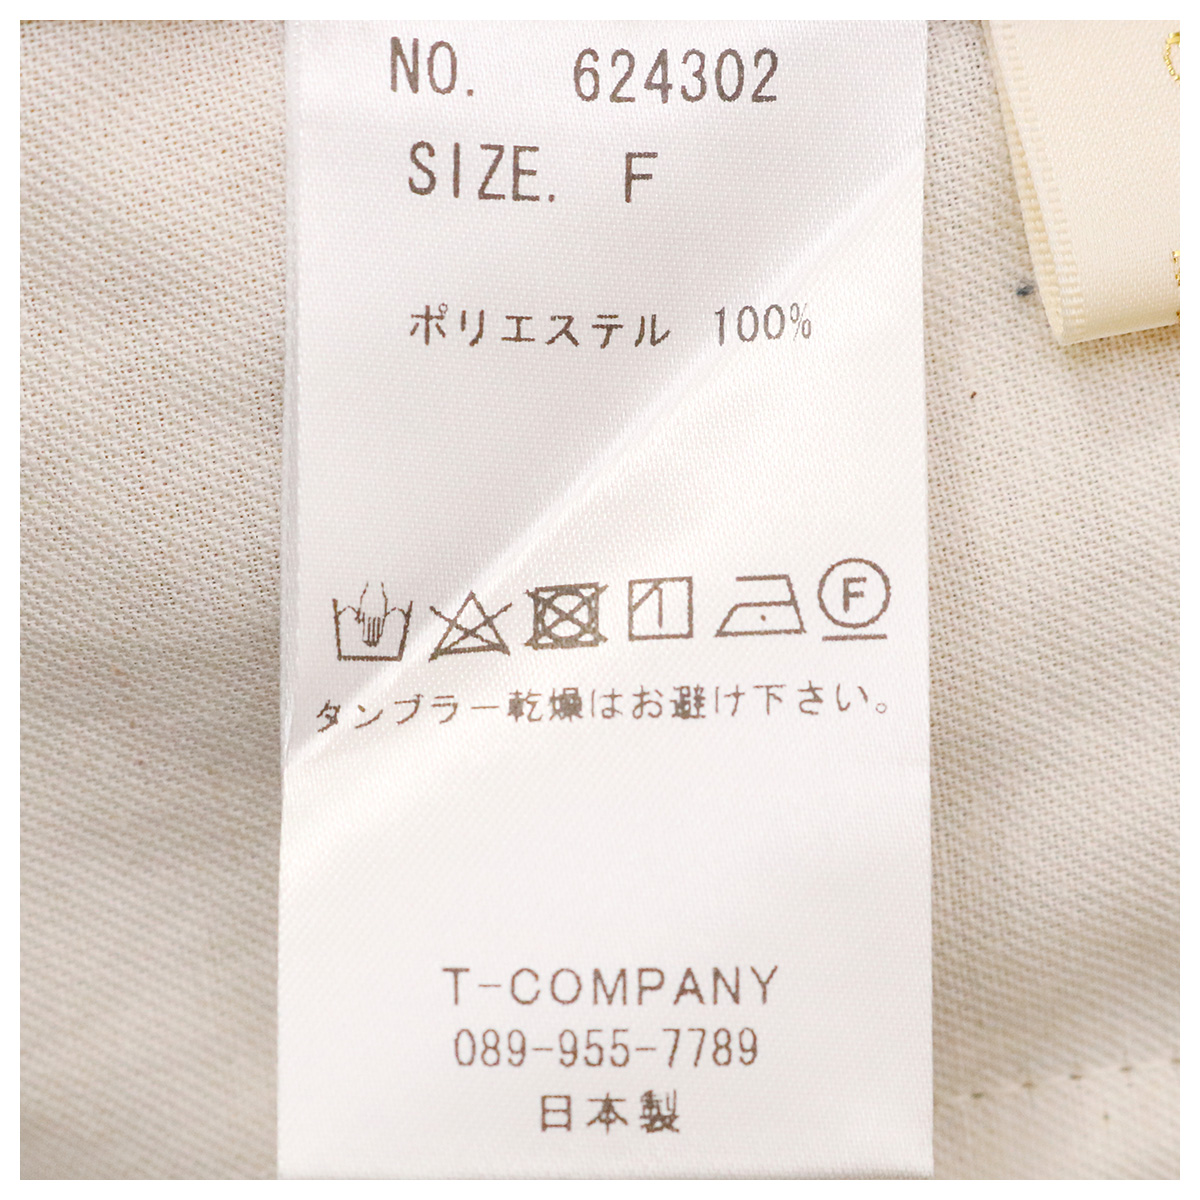 NO. 624302
SIZE. F
ポリエステル 100%
F
タンブラー乾燥はお避け下さい。
T-COMPANY
089-955-7789
日本製